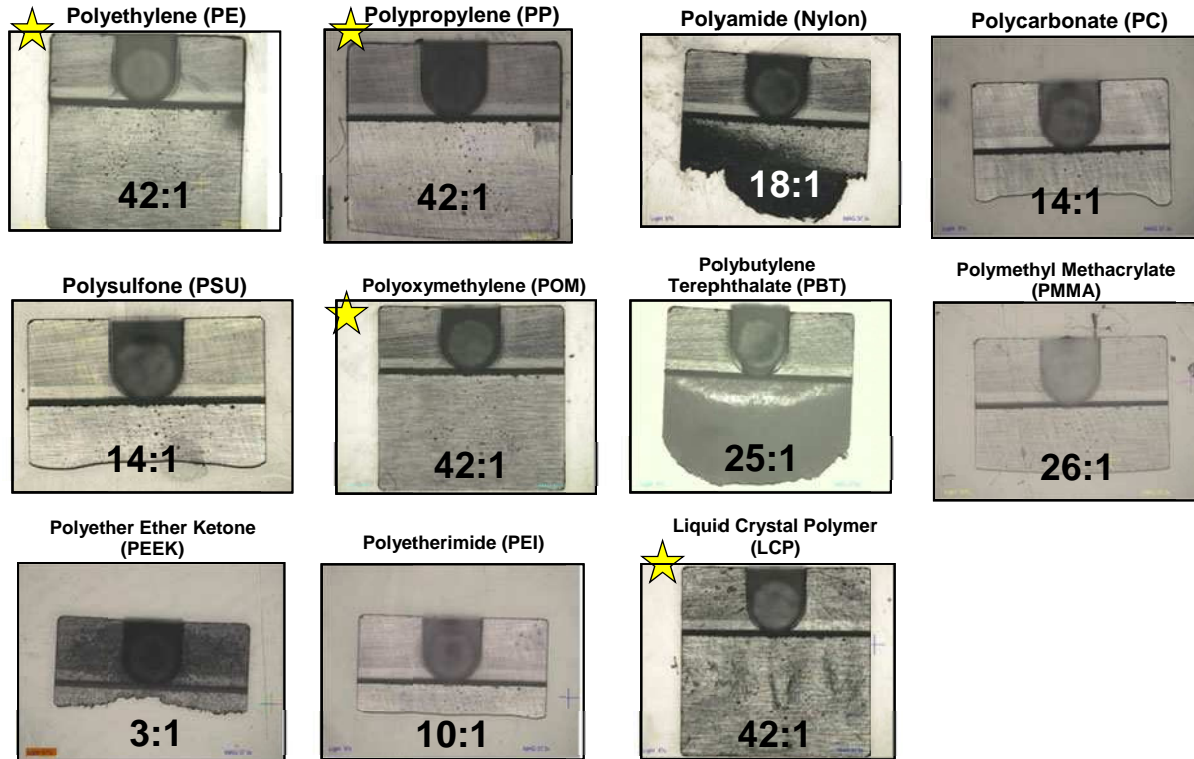 Polyethylene (PE)
Polypropylene (PP)
Polyamide (Nylon)
Polycarbonate (PC)
42:1
42:1
18:1
14:1
Polysulfone (PSU)
Polyoxymethylene (POM)
Polybutylene
Terephthalate (PBT)
Polymethyl Methacrylate
(PMMA)
14:1
42:1
25:1
26:1
Polyether Ether Ketone
(PEEK)
Polyetherimide (PEI)
Liquid Crystal Polymer
(LCP)
3:1
10:1
42:1